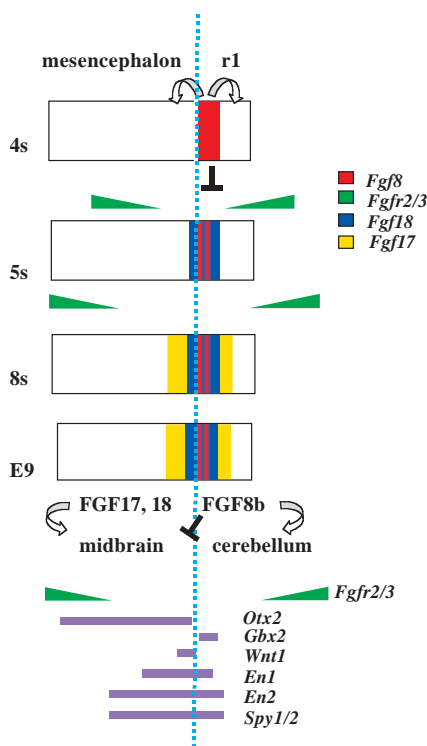 mesencephalon r1
4s
Fgf8
Fgfr2/3
Fgf18
Fgf17
5s
8s
E9
FGF17, 18 FGF8b
midbrain cerebellum
Fgfr2/3
Otx2
Gbx2
Wnt1
En1
En2
Spy1/2